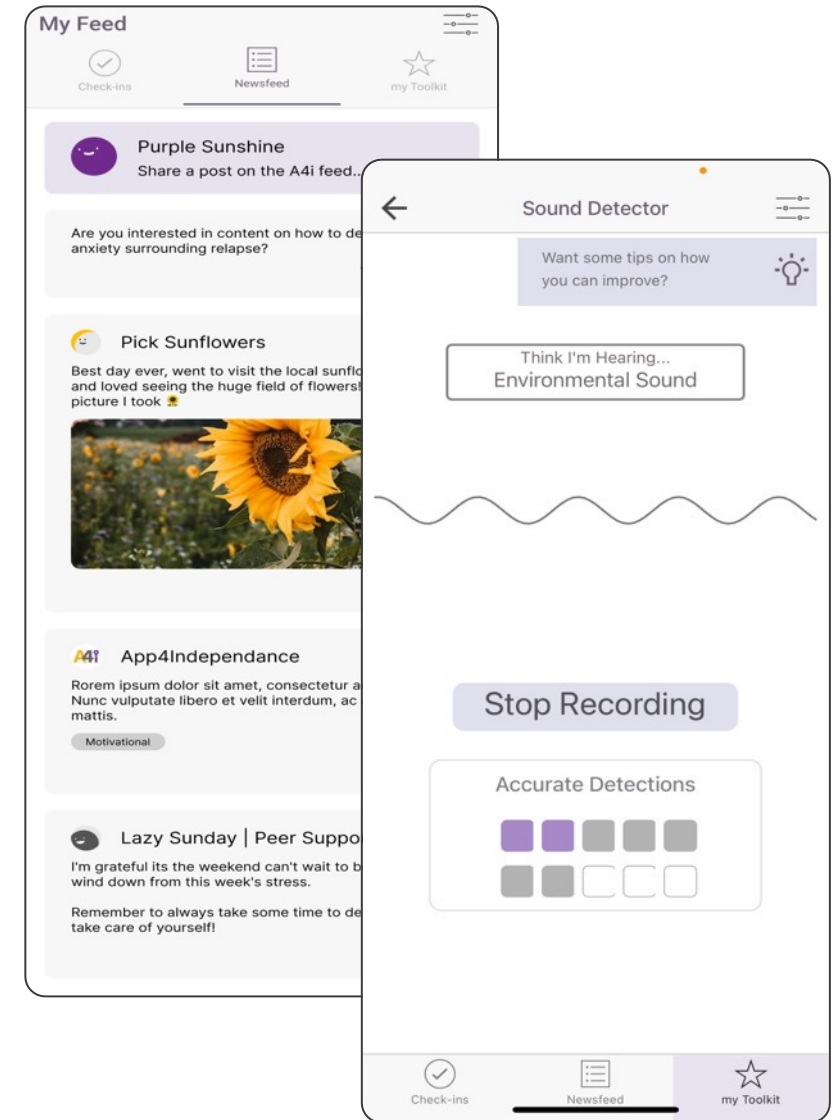 My Feed
Check-ins
Newsfeed
my Toolkit
Purple Sunshine
Share a post on the A4i feed..
Are you interested in content on how to de
anxiety surrounding relapse?
Pick Sunflowers
Best day ever, went to visit the local sunflo
and loved seeing the huge field of flowers!
picture I took 🌻
A4i
App4Independance
Rorem ipsum dolor sit amet, consectetur a
Nunc vulputate libero et velit interdum, ac
mattis.
Motivational
Lazy Sunday | Peer Suppo
I'm grateful its the weekend can't wait to b
wind down from this week's stress.
Remember to always take some time to de
take care of yourself!
Sound Detector
Want some tips on how
you can improve?
Think I'm Hearing...
Environmental Sound
Stop Recording
Accurate Detections
Check-ins
Newsfeed
my Toolkit